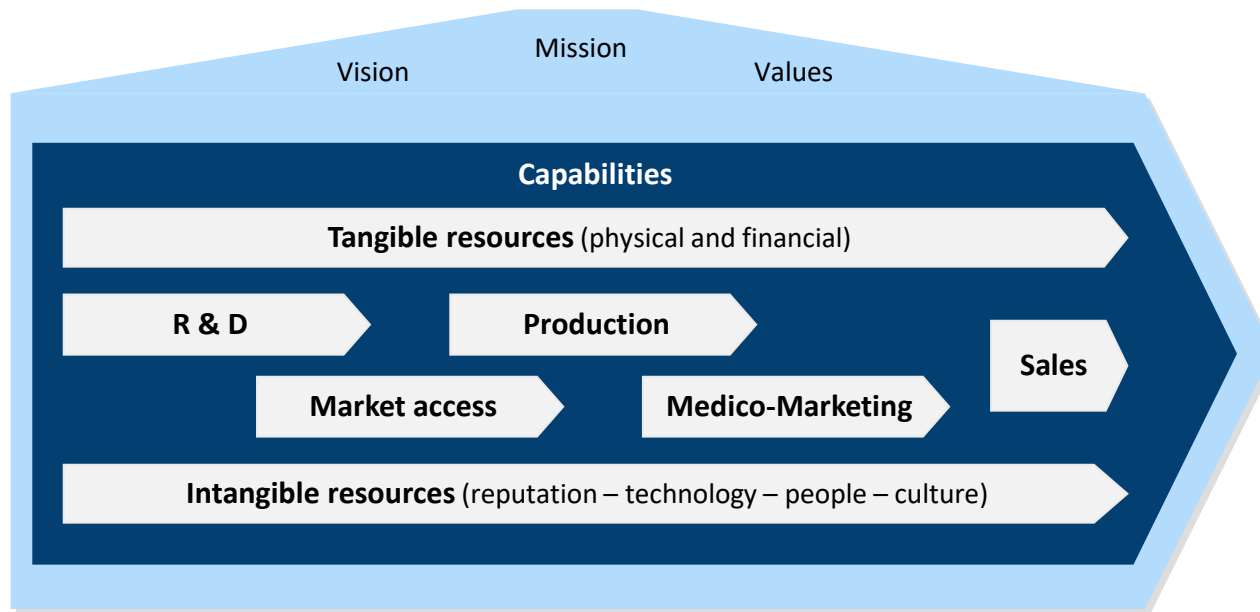 Mission
Vision
Values
Capabilities
Tangible resources (physical and financial)
R & D
Production
Sales
Market access
Medico-Marketing
Intangible resources (reputation – technology – people – culture)